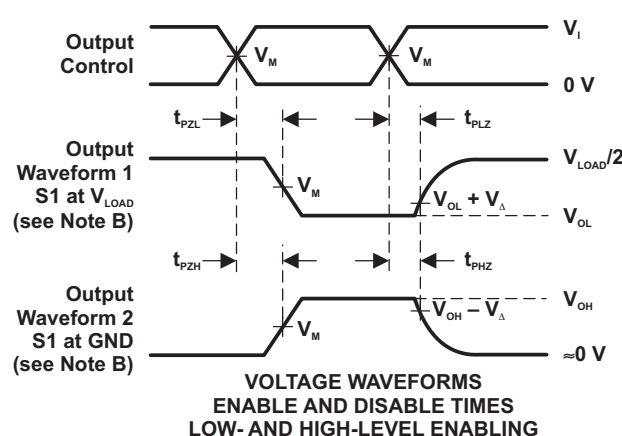 Output
Control
V_M
V_M
V_I
0 V
t_PZL
t_PLZ
Output
Waveform 1
S1 at V_LOAD
(see Note B)
V_M
V_OL + V_Δ
V_LOAD/2
V_OL
t_PZH
t_PHZ
Output
Waveform 2
S1 at GND
(see Note B)
V_M
V_OH – V_Δ
V_OH
≈0 V
VOLTAGE WAVEFORMS
ENABLE AND DISABLE TIMES
LOW- AND HIGH-LEVEL ENABLING